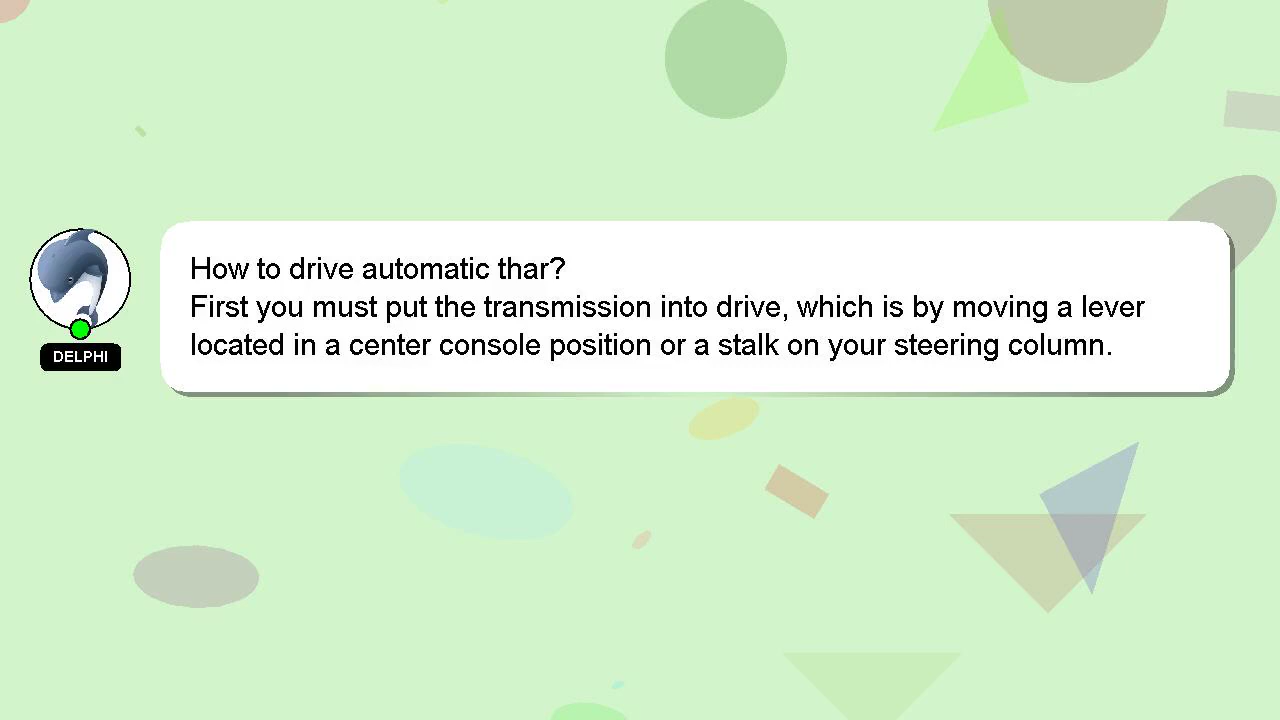 How to drive automatic thar?
First you must put the transmission into drive, which is by moving a lever
located in a center console position or a stalk on your steering column.
DELPHI